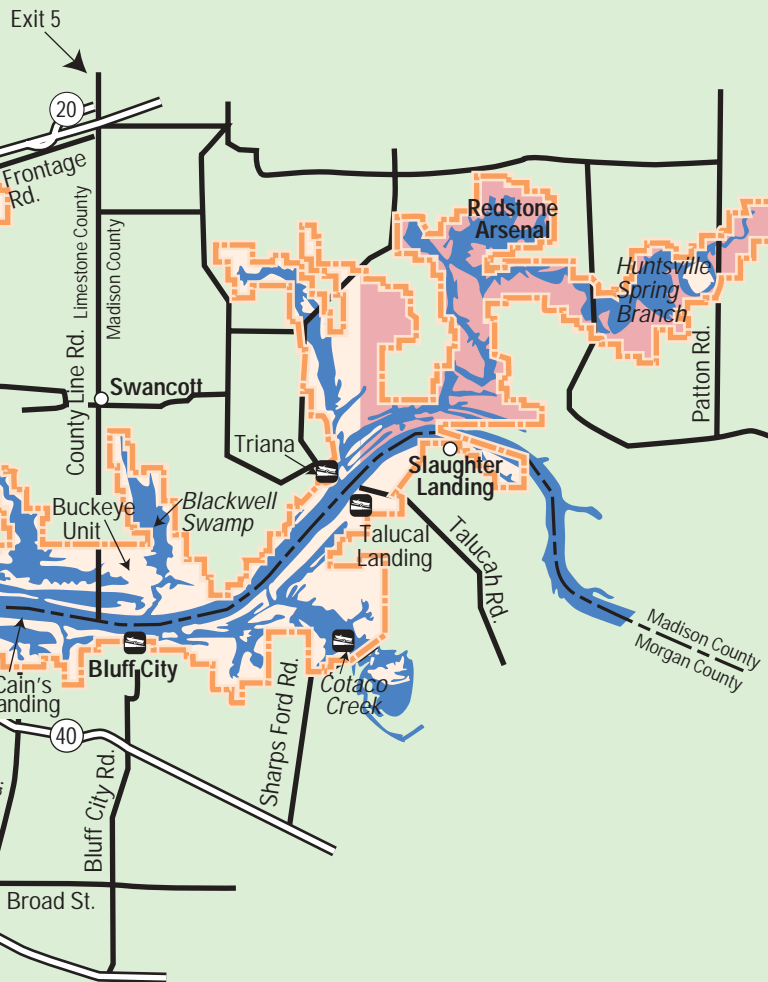 Exit 5
20
Frontage
Rd.
Limestone County
Madison County
County Line Rd.
Redstone
Arsenal
Huntsville
Spring
Branch
Patton Rd.
Swancott
Triana
Slaughter
Landing
Buckeye
Unit
Blackwell
Swamp
Talucal
Landing
Talucah Rd.
Madison County
Morgan County
Bluff City
Cain's
anding
Cotaco
Creek
Sharps Ford Rd.
40
Bluff City Rd.
Broad St.